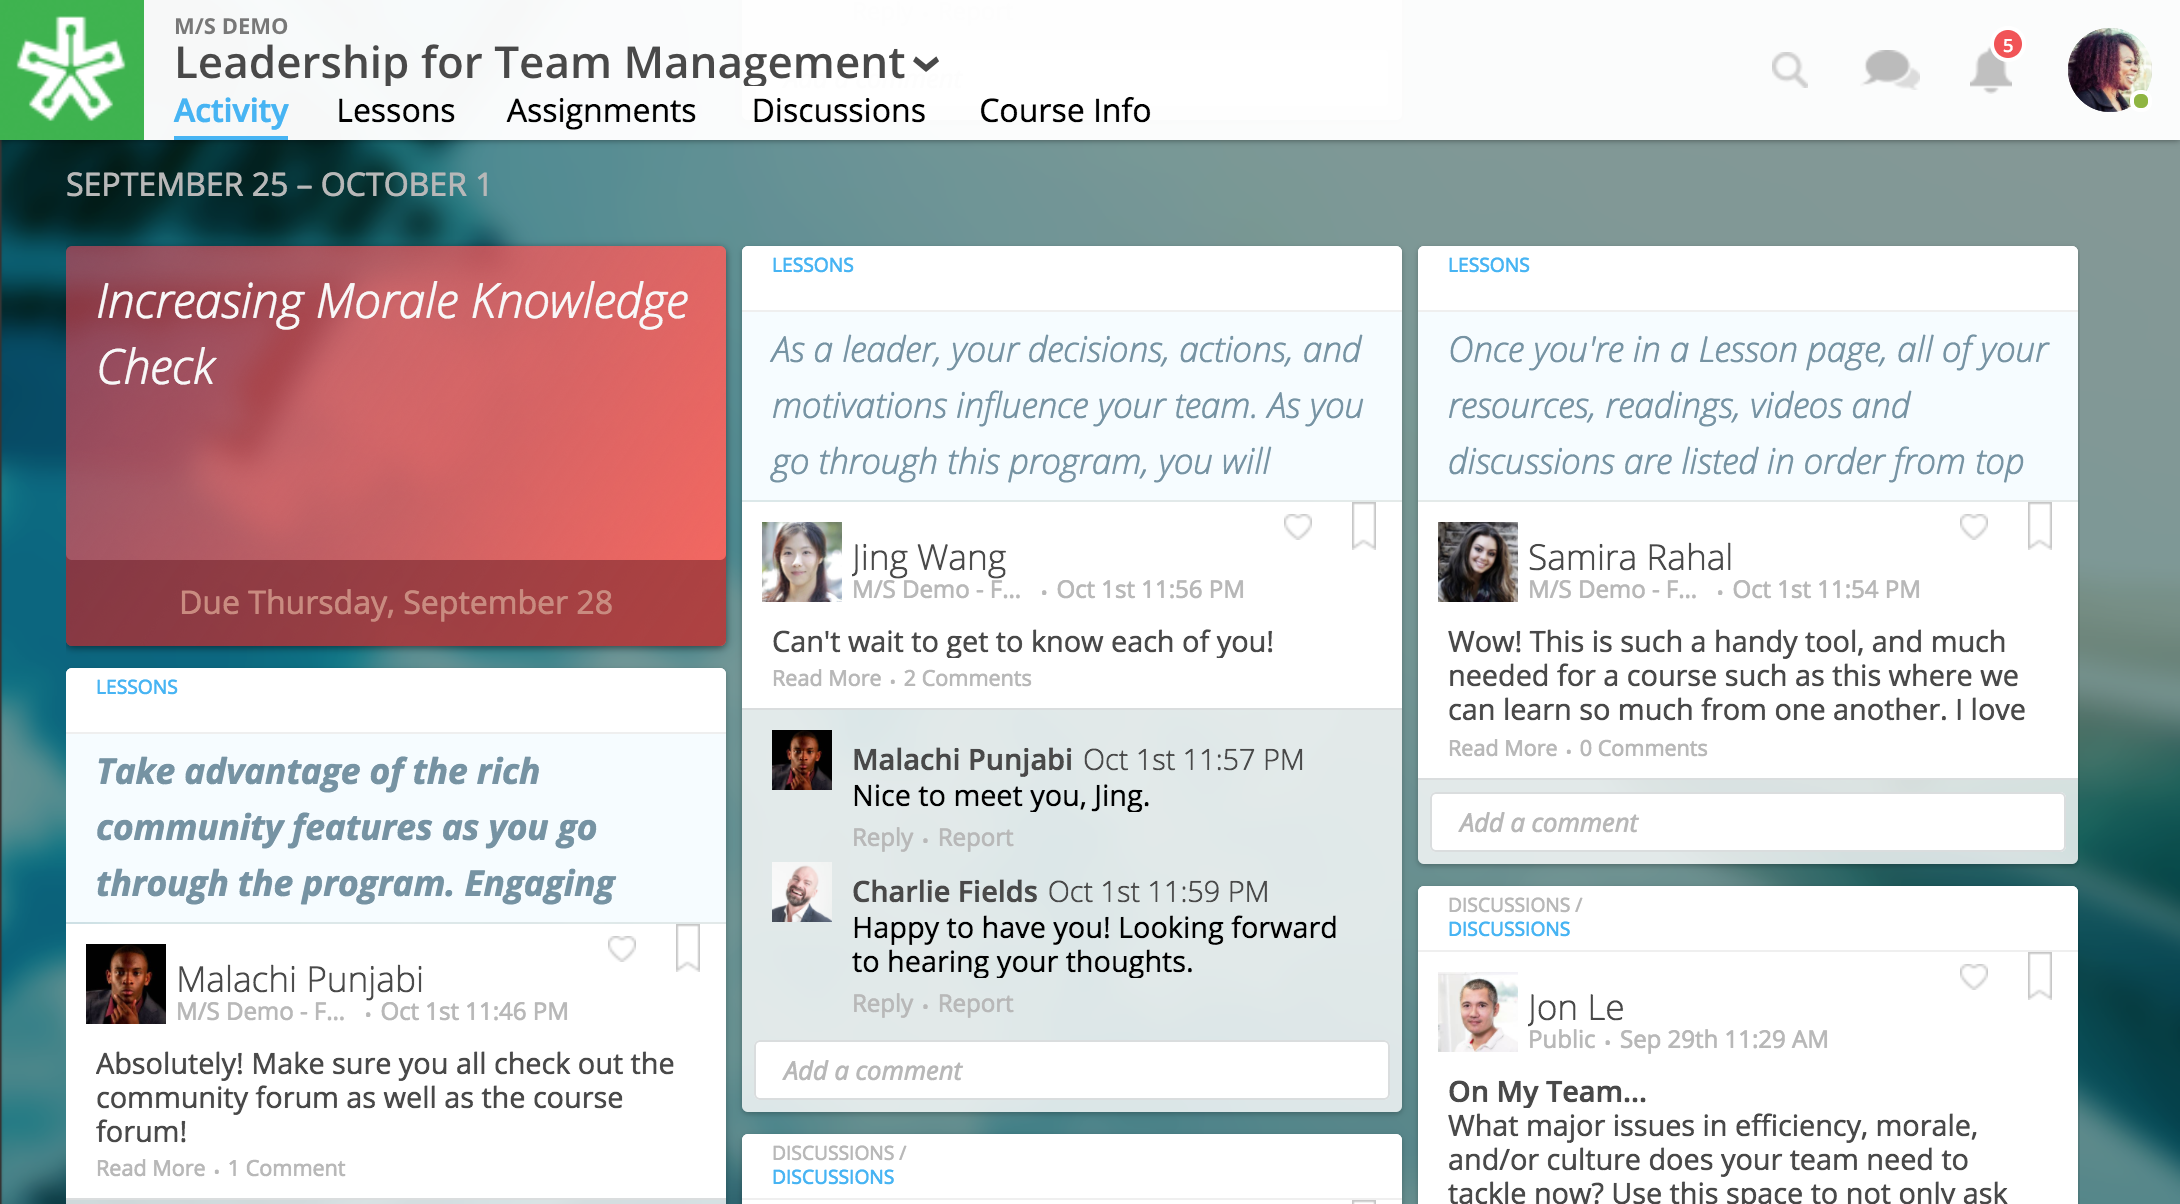 M/S DEMO
Leadership for Team Management
Activity Lessons Assignments Discussions Course Info
5
SEPTEMBER 25 – OCTOBER 1
Increasing Morale Knowledge
Check
Due Thursday, September 28
LESSONS
Take advantage of the rich
community features as you go
through the program. Engaging
Malachi Punjabi
M/S Demo - F... • Oct 1st 11:46 PM
Absolutely! Make sure you all check out the
community forum as well as the course
forum!
Read More • 1 Comment
LESSONS
As a leader, your decisions, actions, and
motivations influence your team. As you
go through this program, you will
Jing Wang
M/S Demo - F... • Oct 1st 11:56 PM
Can't wait to get to know each of you!
Read More • 2 Comments
Malachi Punjabi Oct 1st 11:57 PM
Nice to meet you, Jing.
Reply • Report
Charlie Fields Oct 1st 11:59 PM
Happy to have you! Looking forward
to hearing your thoughts.
Reply • Report
Add a comment
DISCUSSIONS /
DISCUSSIONS
LESSONS
Once you're in a Lesson page, all of your
resources, readings, videos and
discussions are listed in order from top
Samira Rahal
M/S Demo - F... • Oct 1st 11:54 PM
Wow! This is such a handy tool, and much
needed for a course such as this where we
can learn so much from one another. I love
Read More • 0 Comments
Add a comment
DISCUSSIONS /
DISCUSSIONS
Jon Le
Public • Sep 29th 11:29 AM
On My Team...
What major issues in efficiency, morale,
and/or culture does your team need to
tackle now? Use this space to not only ask